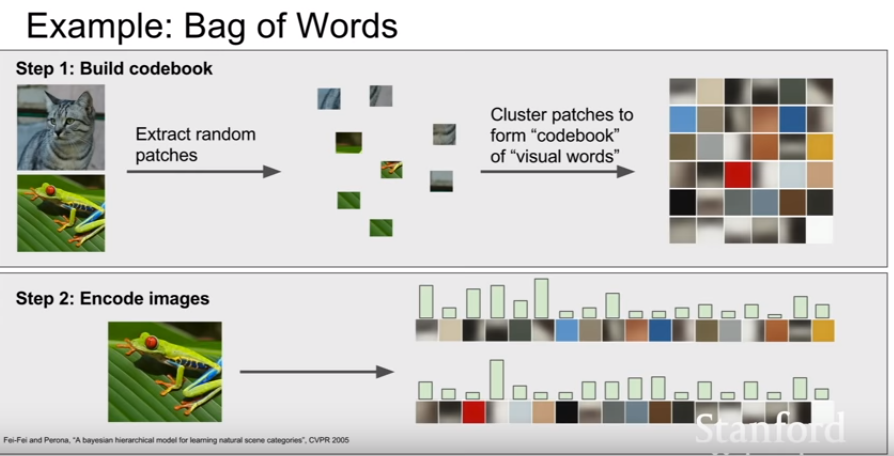 Example: Bag of Words
Step 1: Build codebook
Extract random
patches
Cluster patches to
form “codebook”
of “visual words”
Step 2: Encode images
Fei-Fei and Perona, “A bayesian hierarchical model for learning natural scene categories”, CVPR 2005
Stanford